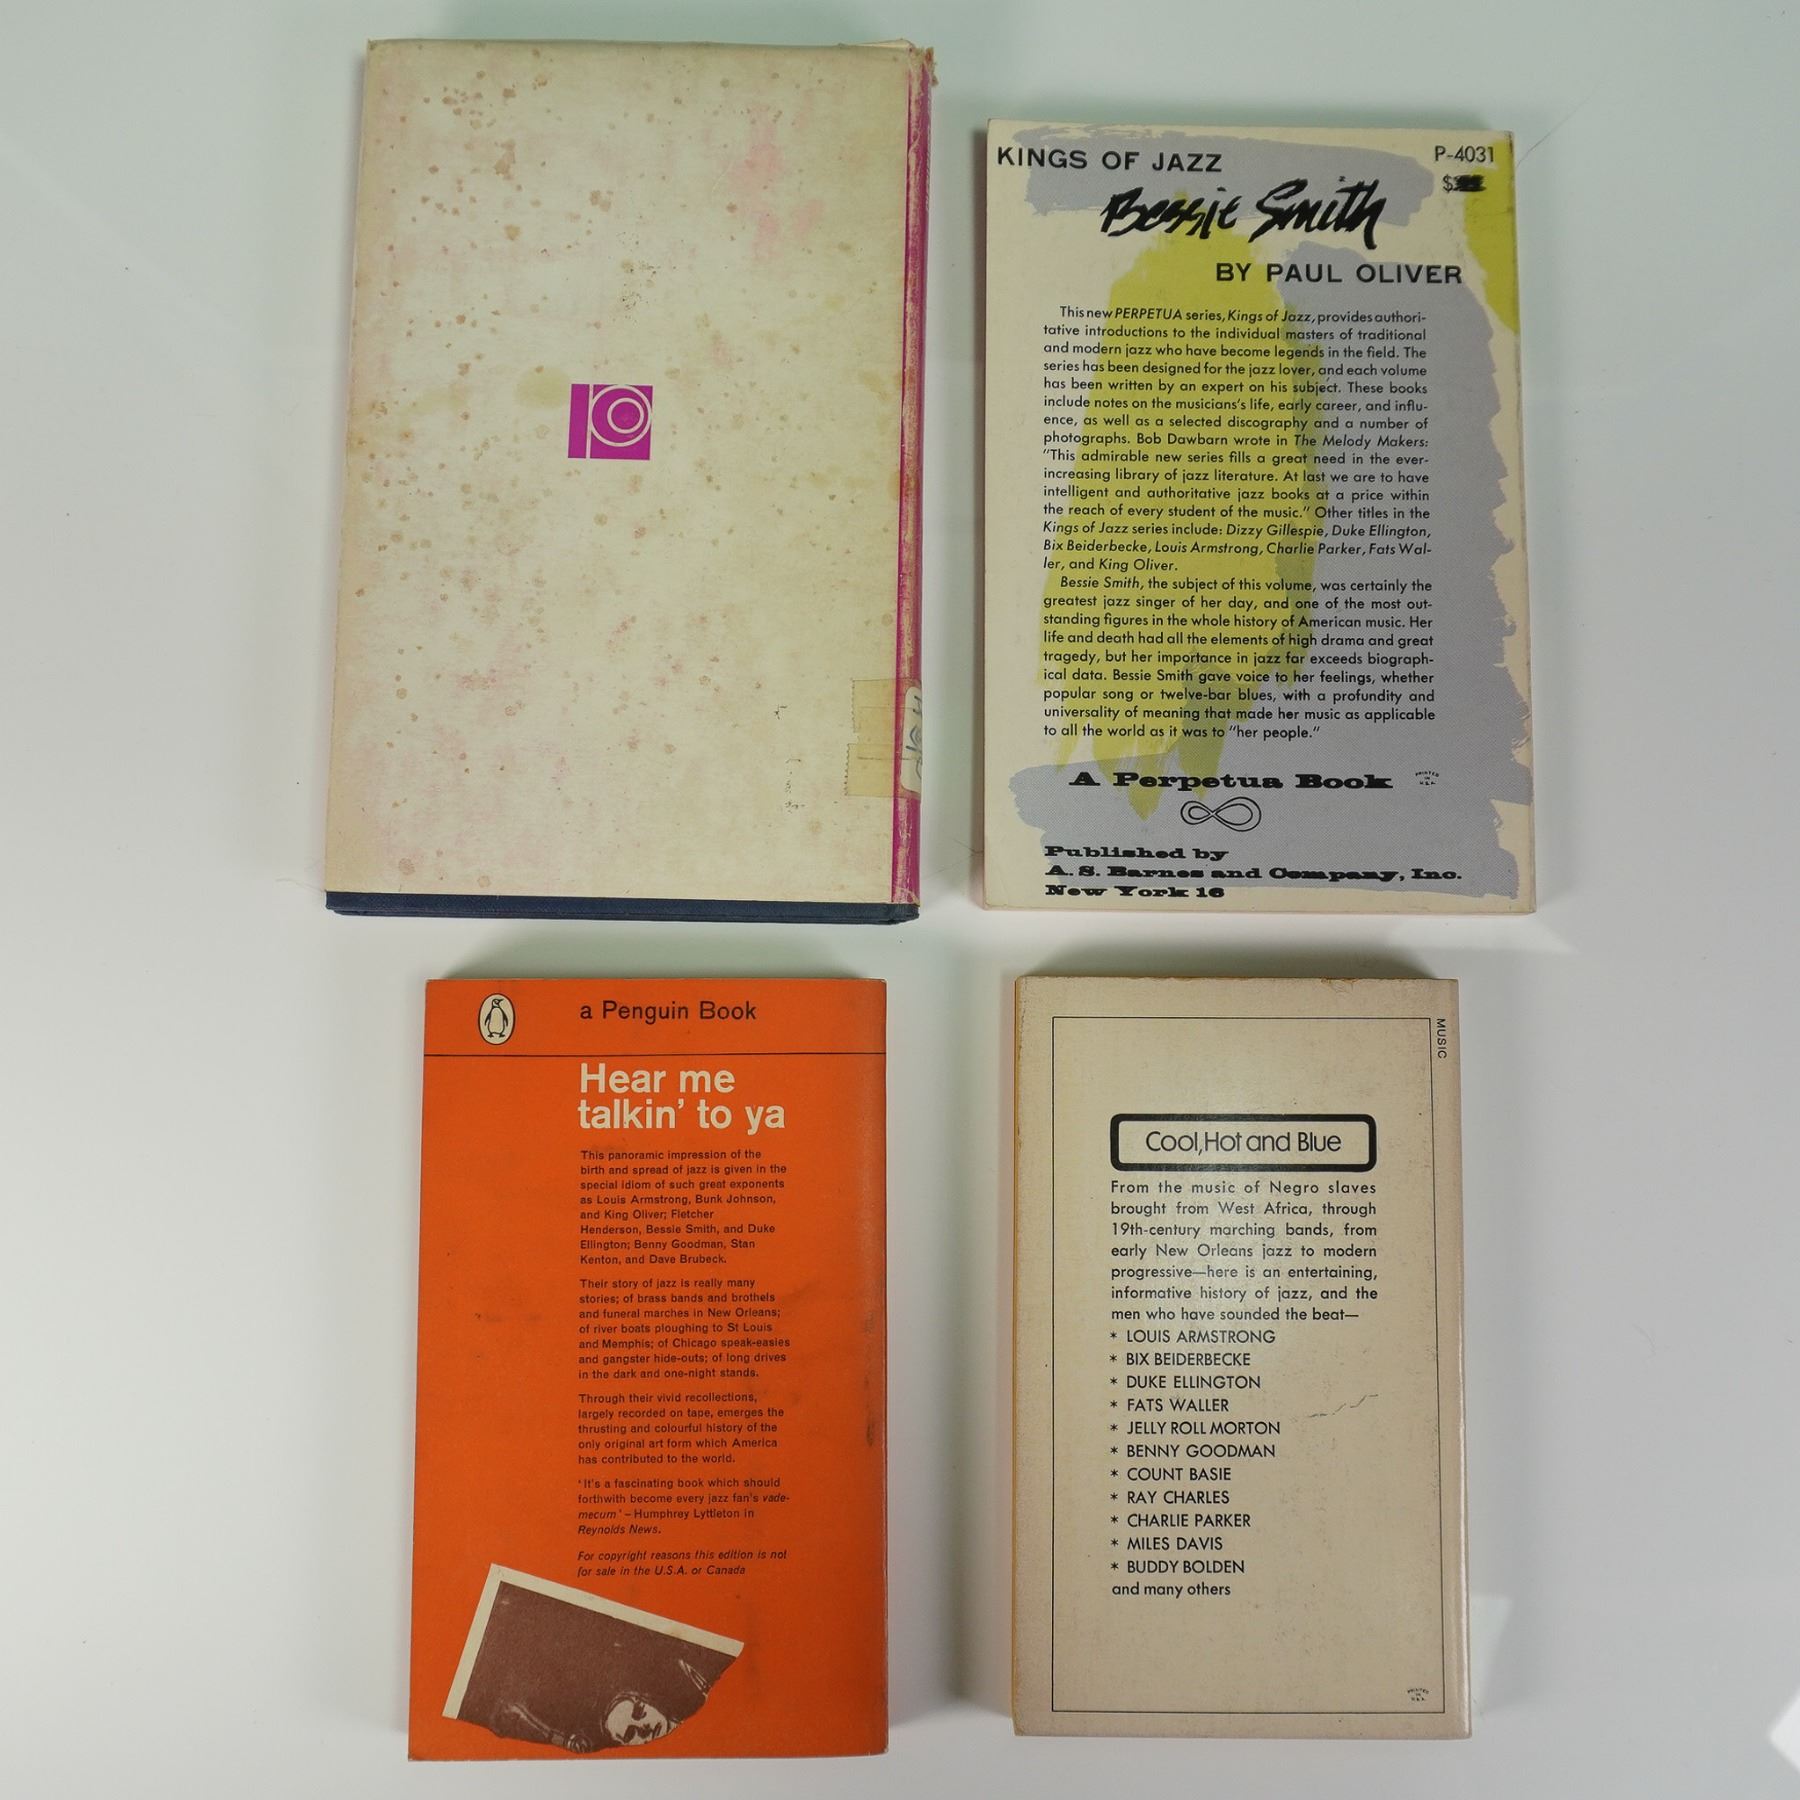 KINGS OF JAZZ
P-4031
$
Bessie Smith
BY PAUL OLIVER
This new PERPETUA series, Kings of Jazz, provides authori-
tative introductions to the individual masters of traditional
and modern jazz who have become legends in the field. The
series has been designed for the jazz lover, and each volume
has been written by an expert on his subject. These books
include notes on the musicians's life, early career, and influ-
ence, as well as a selected discography and a number of
photographs. Bob Dawbarn wrote in The Melody Makers:
"This admirable new series fills a great need in the ever-
increasing library of jazz literature. At last we are to have
intelligent and authoritative jazz books at a price within
the reach of every student of the music." Other titles in the
Kings of Jazz series include: Dizzy Gillespie, Duke Ellington,
Bix Beiderbecke, Louis Armstrong, Charlie Parker, Fats Wal-
ler, and King Oliver.
Bessie Smith, the subject of this volume, was certainly the
greatest jazz singer of her day, and one of the most out-
standing figures in the whole history of American music. Her
life and death had all the elements of high drama and great
tragedy, but her importance in jazz far exceeds biograph-
ical data. Bessie Smith gave voice to her feelings, whether
popular song or twelve-bar blues, with a profundity and
universality of meaning that made her music as applicable
to all the world as it was to "her people."
A Perpetua Book
PRINTED
IN
U.S.A.
Published by
A. S. Barnes and Company, Inc.
New York 16
a Penguin Book
Hear me
talkin' to ya
This panoramic impression of the
birth and spread of jazz is given in the
special idiom of such great exponents
as Louis Armstrong, Bunk Johnson,
and King Oliver; Fletcher
Henderson, Bessie Smith, and Duke
Ellington; Benny Goodman, Stan
Kenton, and Dave Brubeck.
Their story of jazz is really many
stories; of brass bands and brothels
and funeral marches in New Orleans;
of river boats ploughing to St Louis
and Memphis; of Chicago speak-easies
and gangster hide-outs; of long drives
in the dark and one-night stands.
Through their vivid recollections,
largely recorded on tape, emerges the
thrusting and colourful history of the
only original art form which America
has contributed to the world.
'It's a fascinating book which should
forthwith become every jazz fan's vade-
mecum' – Humphrey Lyttleton in
Reynolds News.
For copyright reasons this edition is not
for sale in the U.S.A. or Canada
MUSIC
Cool, Hot and Blue
From the music of Negro slaves
brought from West Africa, through
19th-century marching bands, from
early New Orleans jazz to modern
progressive—here is an entertaining,
informative history of jazz, and the
men who have sounded the beat—
* LOUIS ARMSTRONG
* BIX BEIDERBECKE
* DUKE ELLINGTON
* FATS WALLER
* JELLY ROLL MORTON
* BENNY GOODMAN
* COUNT BASIE
* RAY CHARLES
* CHARLIE PARKER
* MILES DAVIS
* BUDDY BOLDEN
and many others
PRINTED
IN
U.S.A.